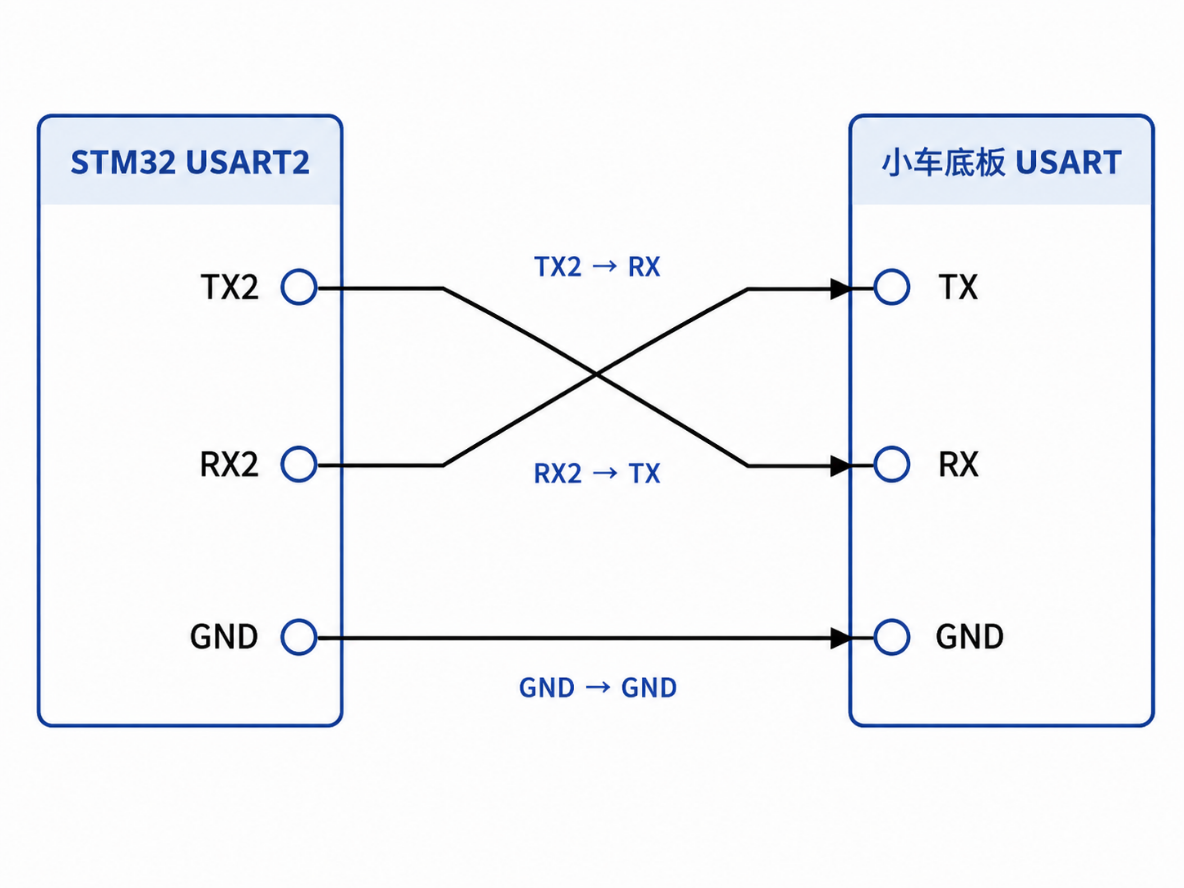 STM32 USART2
小车底板 USART
TX2 → RX
TX2
TX
RX2
RX
RX2 → TX
GND
GND
GND → GND